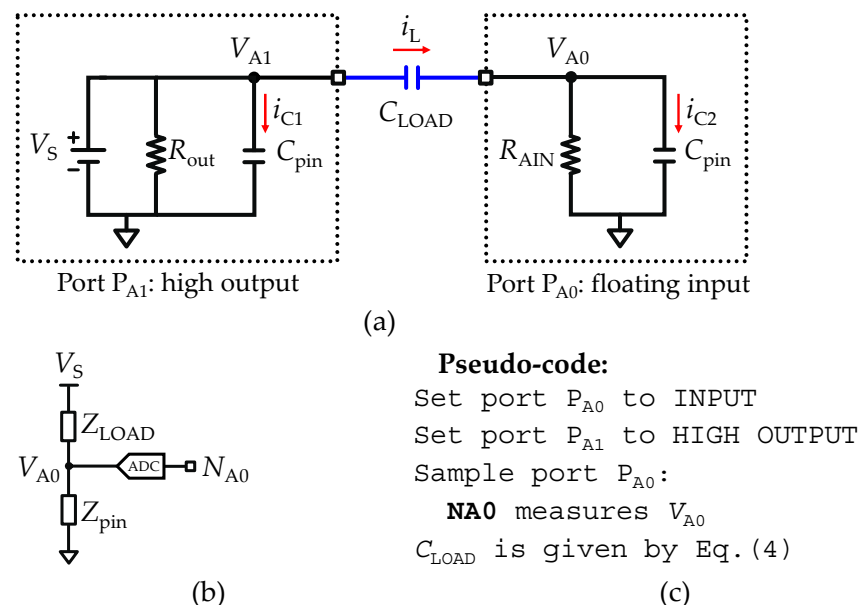 V_A1
i_L
V_A0
V_S
+
−
R_out
i_C1
C_pin
C_LOAD
R_AIN
i_C2
C_pin
Port P_A1: high output
Port P_A0: floating input
(a)
V_S
Z_LOAD
V_A0
ADC
N_A0
Z_pin
(b)
Pseudo-code:
Set port P_A0 to INPUT
Set port P_A1 to HIGH OUTPUT
Sample port P_A0:
NA0 measures V_A0
C_LOAD is given by Eq.(4)
(c)